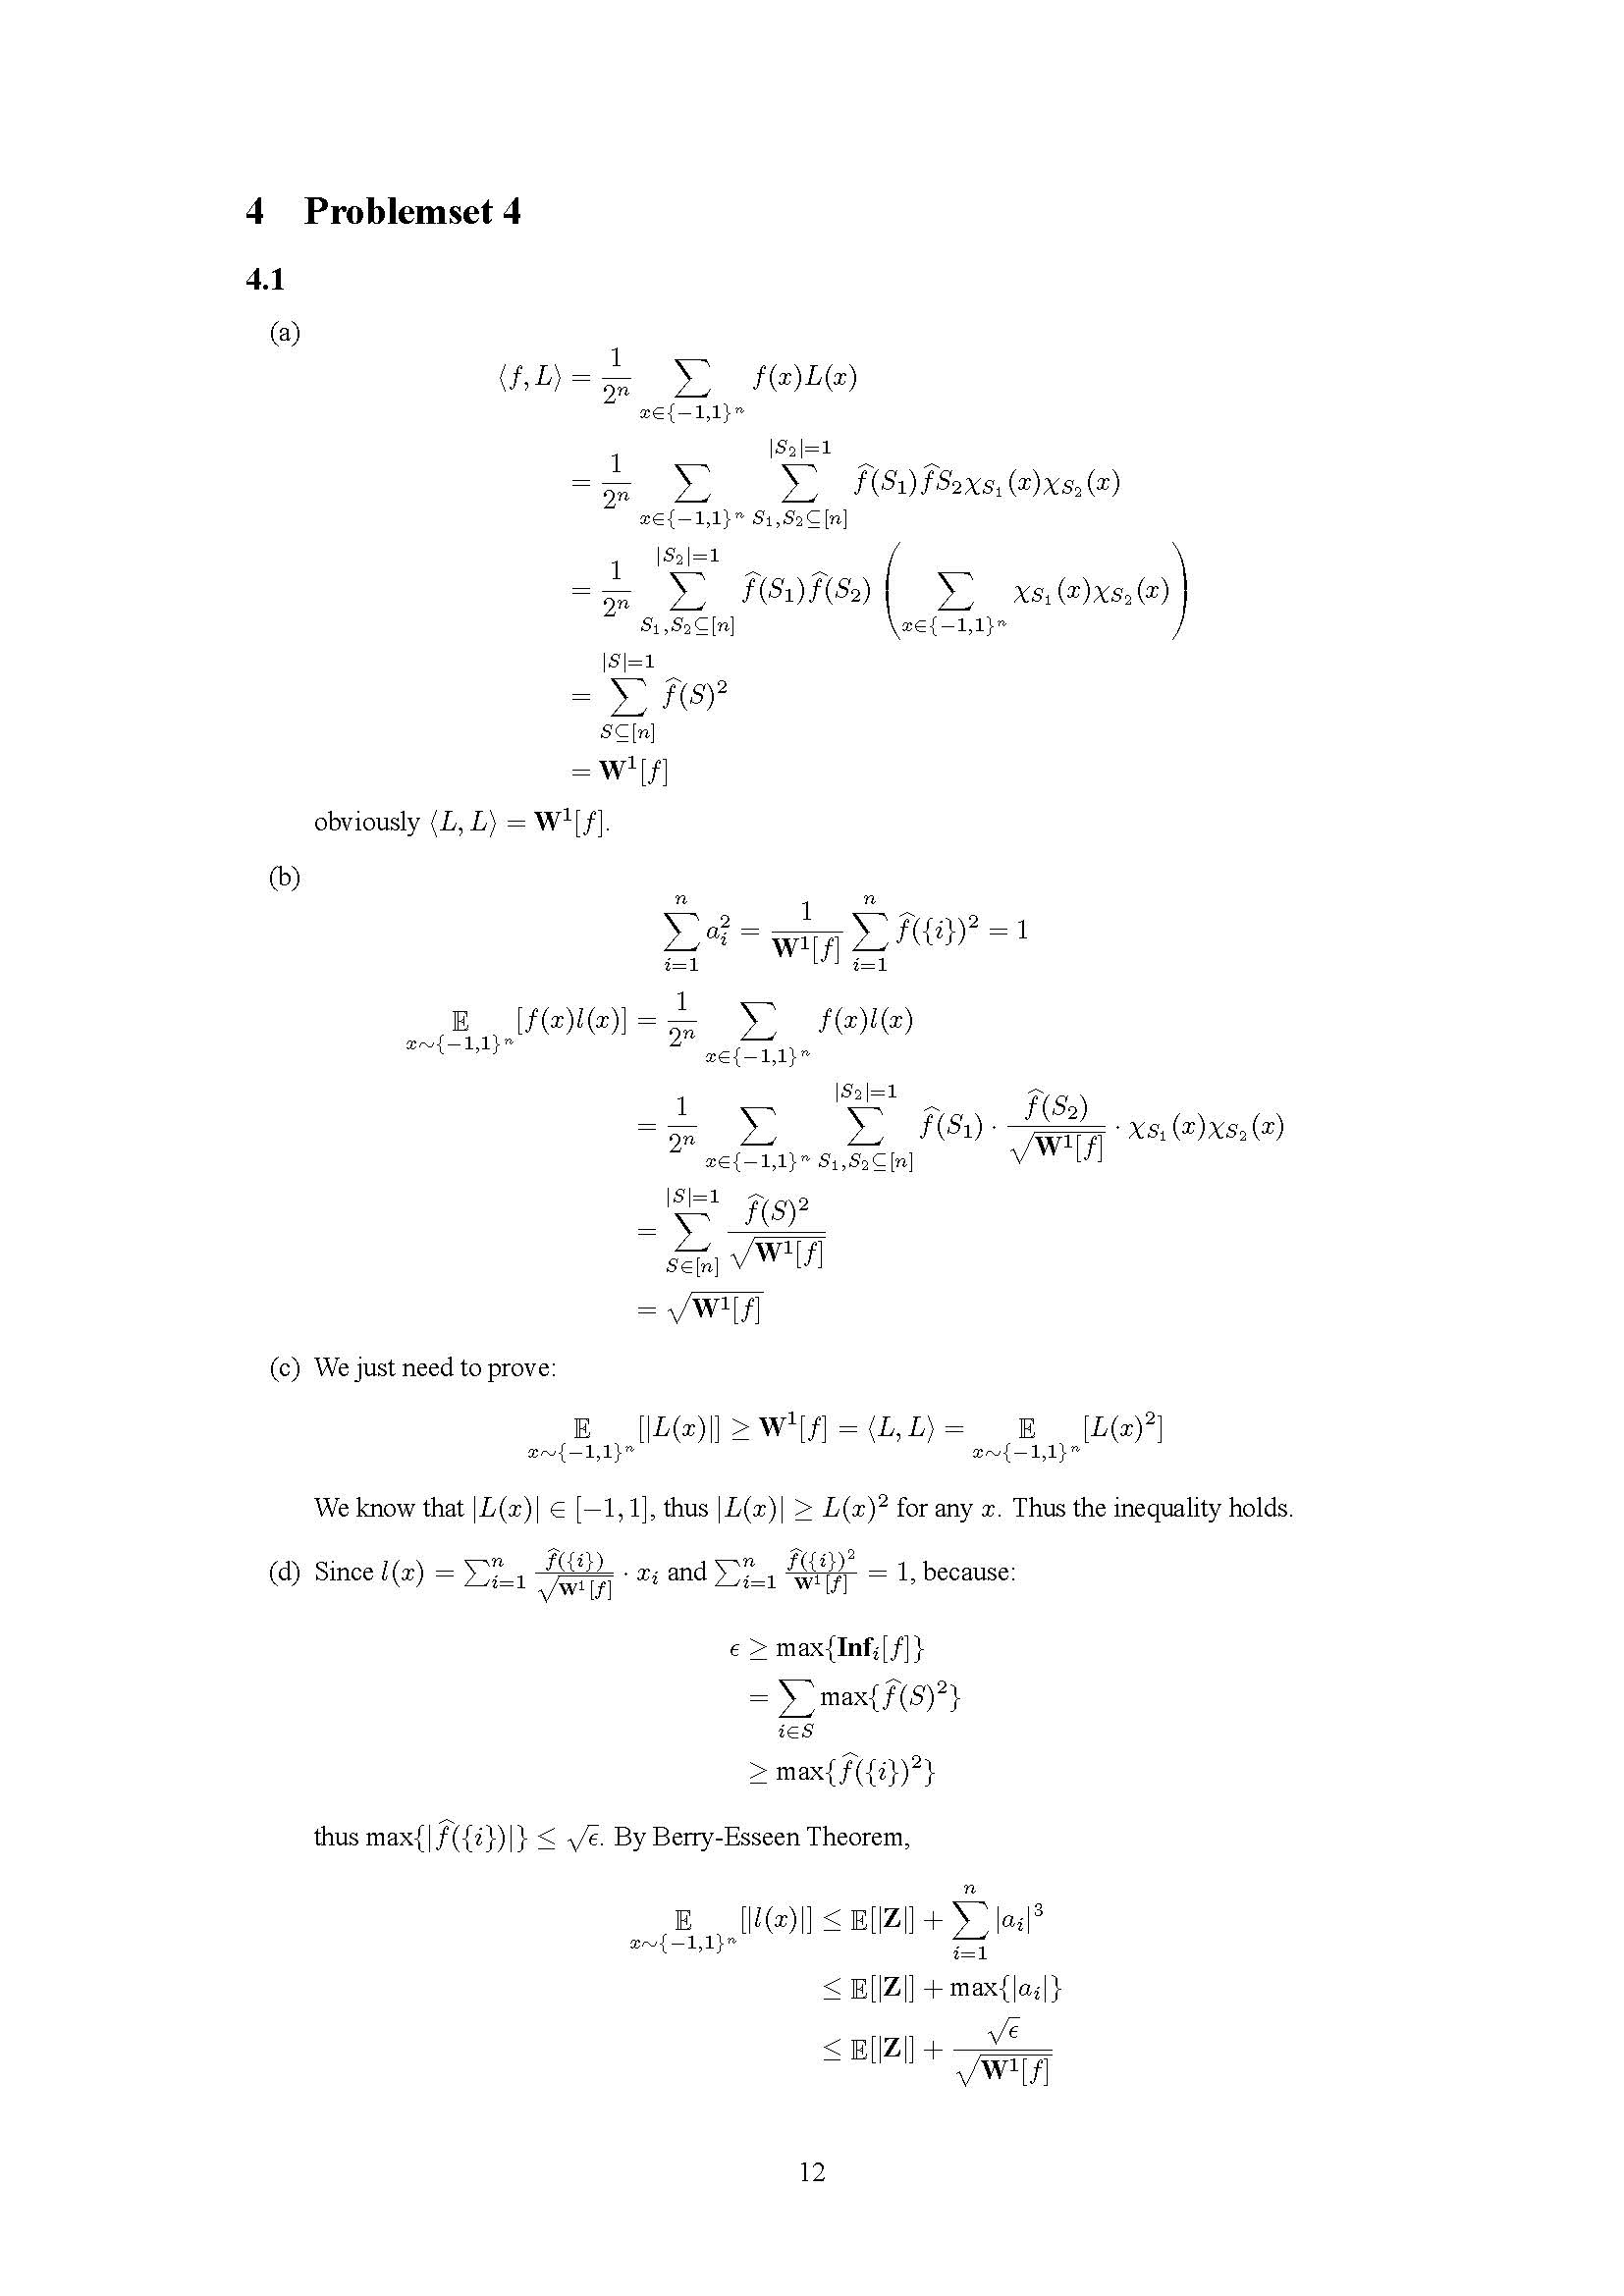 4 Problemset 4
4.1
(a)
$\langle f, L \rangle = \frac{1}{2^n} \sum_{x \in \{-1,1\}^n} f(x) L(x)$
$= \frac{1}{2^n} \sum_{x \in \{-1,1\}^n} \sum_{S_1, S_2 \subseteq [n]}^{|S_2|=1} \widehat{f}(S_1) \widehat{f} S_2 \chi_{S_1}(x) \chi_{S_2}(x)$
$= \frac{1}{2^n} \sum_{S_1, S_2 \subseteq [n]}^{|S_2|=1} \widehat{f}(S_1) \widehat{f}(S_2) \left( \sum_{x \in \{-1,1\}^n} \chi_{S_1}(x) \chi_{S_2}(x) \right)$
$= \sum_{S \subseteq [n]}^{|S|=1} \widehat{f}(S)^2$
$= \mathbf{W}^1[f]$
obviously $\langle L, L \rangle = \mathbf{W}^1[f]$.
(b)
$\sum_{i=1}^n a_i^2 = \frac{1}{\mathbf{W}^1[f]} \sum_{i=1}^n \widehat{f}(\{i\})^2 = 1$
$\mathbb{E}_{x \sim \{-1,1\}^n} [f(x) l(x)] = \frac{1}{2^n} \sum_{x \in \{-1,1\}^n} f(x) l(x)$
$= \frac{1}{2^n} \sum_{x \in \{-1,1\}^n} \sum_{S_1, S_2 \subseteq [n]}^{|S_2|=1} \widehat{f}(S_1) \cdot \frac{\widehat{f}(S_2)}{\sqrt{\mathbf{W}^1[f]}} \cdot \chi_{S_1}(x) \chi_{S_2}(x)$
$= \sum_{S \in [n]}^{|S|=1} \frac{\widehat{f}(S)^2}{\sqrt{\mathbf{W}^1[f]}}$
$= \sqrt{\mathbf{W}^1[f]}$
(c) We just need to prove:
$\mathbb{E}_{x \sim \{-1,1\}^n} [|L(x)|] \geq \mathbf{W}^1[f] = \langle L, L \rangle = \mathbb{E}_{x \sim \{-1,1\}^n} [L(x)^2]$
We know that $|L(x)| \in [-1, 1]$, thus $|L(x)| \geq L(x)^2$ for any $x$. Thus the inequality holds.
(d) Since $l(x) = \sum_{i=1}^n \frac{\widehat{f}(\{i\})}{\sqrt{\mathbf{W}^1[f]}} \cdot x_i$ and $\sum_{i=1}^n \frac{\widehat{f}(\{i\})^2}{\mathbf{W}^1[f]} = 1$, because:
$\epsilon \geq \max\{\mathbf{Inf}_i[f]\}$
$= \sum_{i \in S} \max\{\widehat{f}(S)^2\}$
$\geq \max\{\widehat{f}(\{i\})^2\}$
thus $\max\{|\widehat{f}(\{i\})|\} \leq \sqrt{\epsilon}$. By Berry-Esseen Theorem,
$\mathbb{E}_{x \sim \{-1,1\}^n} [|l(x)|] \leq \mathbb{E}[|\mathbf{Z}|] + \sum_{i=1}^n |a_i|^3$
$\leq \mathbb{E}[|\mathbf{Z}|] + \max\{|a_i|\}$
$\leq \mathbb{E}[|\mathbf{Z}|] + \frac{\sqrt{\epsilon}}{\sqrt{\mathbf{W}^1[f]}}$
12